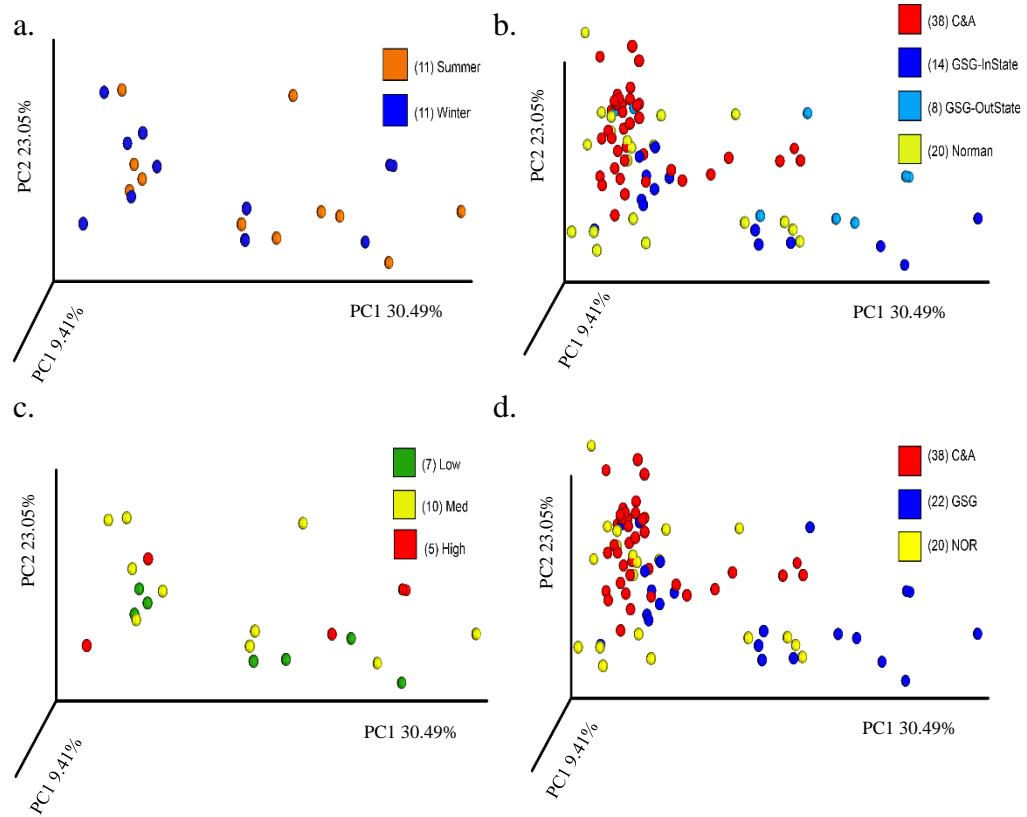 a.
(11) Summer
(11) Winter
PC2 23.05%
PC1 30.49%
PC1 9.41%
b.
(38) C&A
(14) GSG-InState
(8) GSG-OutState
(20) Norman
PC2 23.05%
PC1 30.49%
PC1 9.41%
c.
(7) Low
(10) Med
(5) High
PC2 23.05%
PC1 30.49%
PC1 9.41%
d.
(38) C&A
(22) GSG
(20) NOR
PC2 23.05%
PC1 30.49%
PC1 9.41%